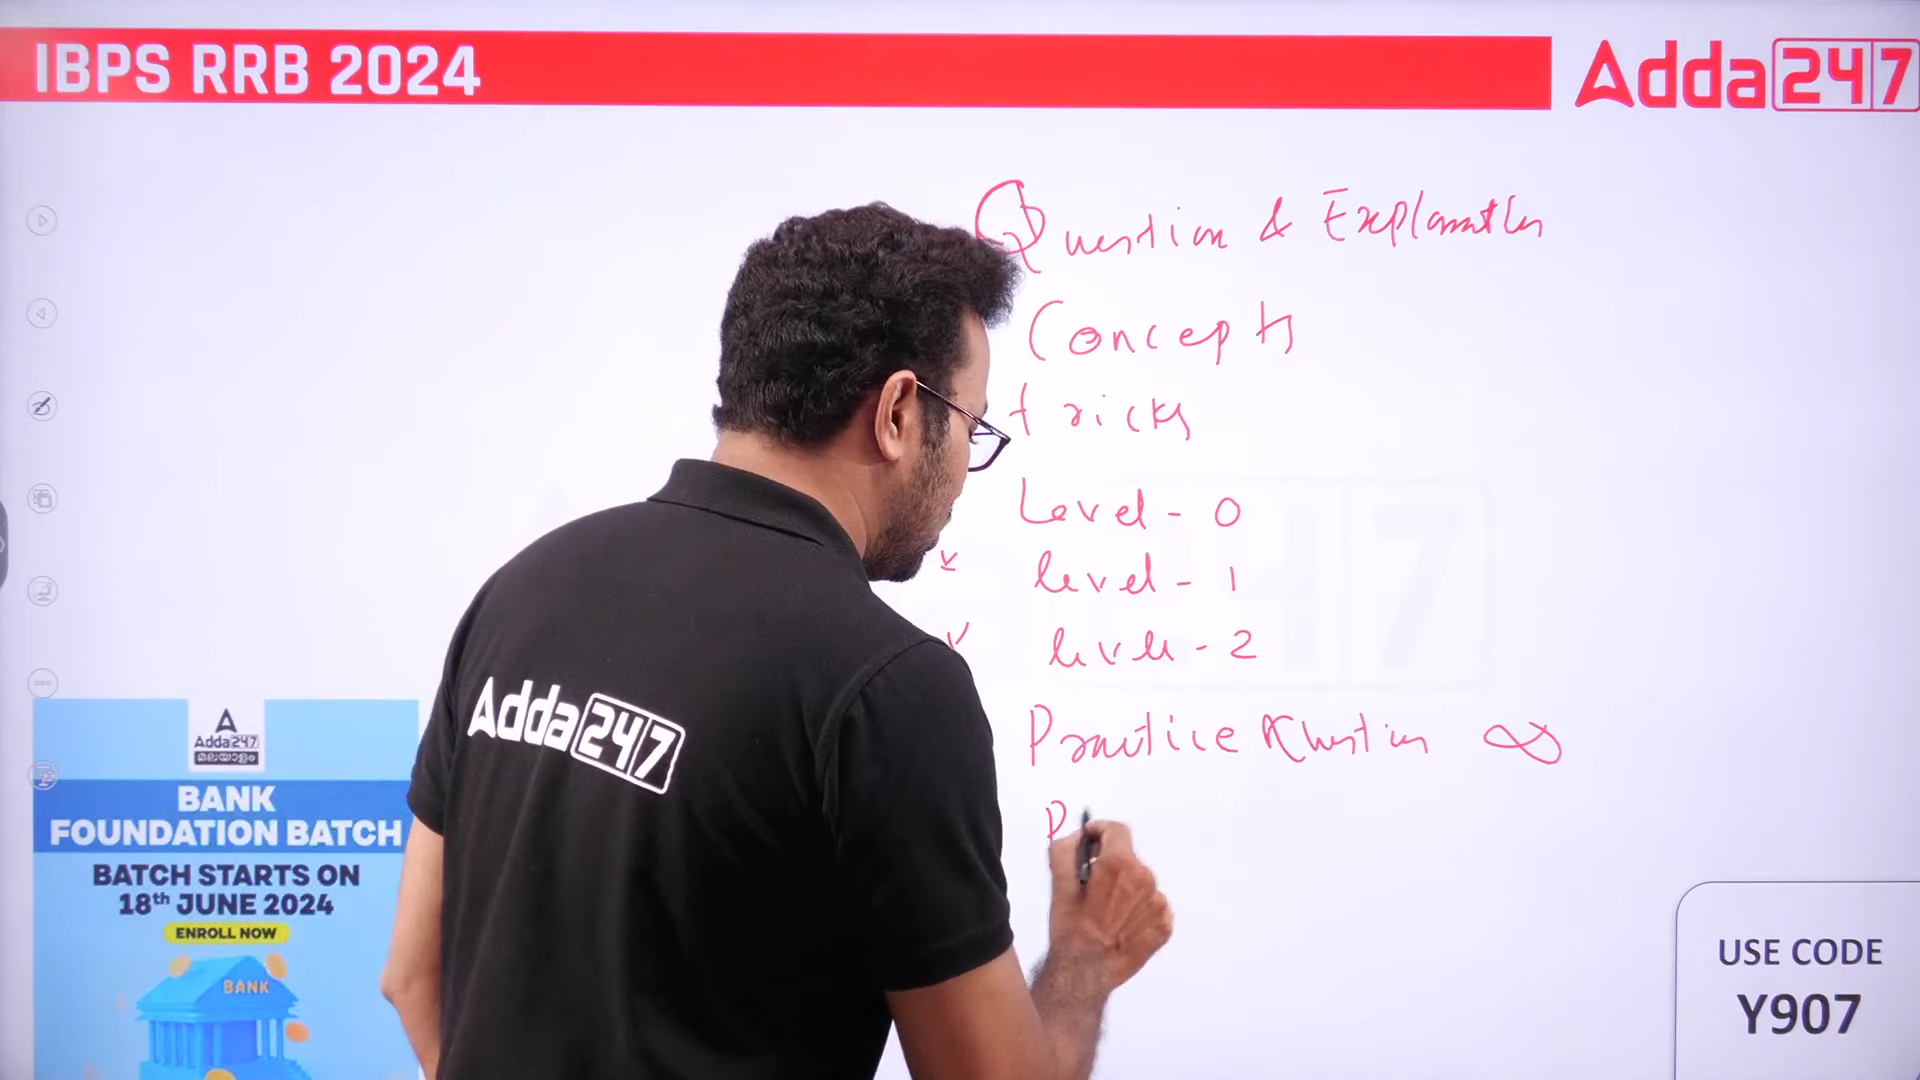 IBPS RRB 2024
Adda247
Question & Explanation
Concepts
tricks
Level - 0
level - 1
level - 2
Practice Question ∞
P
Adda247
Adda247
മലയാളം
BANK
FOUNDATION BATCH
BATCH STARTS ON
18th JUNE 2024
ENROLL NOW
BANK
USE CODE
Y907